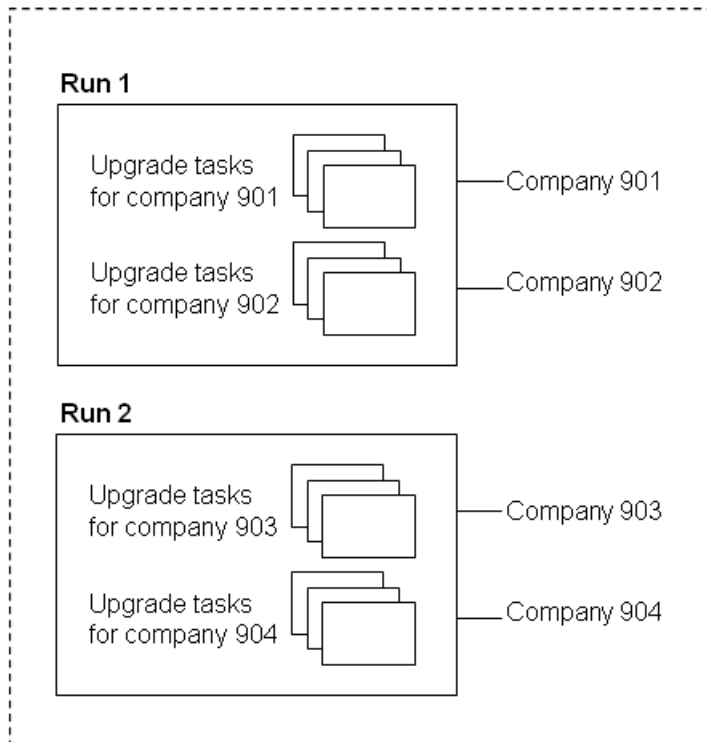 Run 1
Upgrade tasks
for company 901
Company 901
Upgrade tasks
for company 902
Company 902
Run 2
Upgrade tasks
for company 903
Company 903
Upgrade tasks
for company 904
Company 904